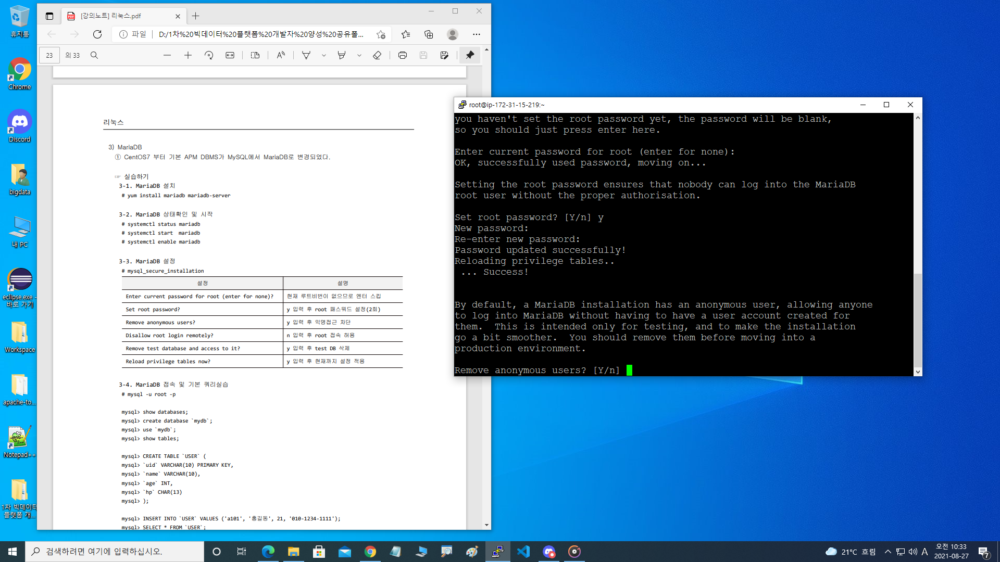 휴지통
Chrome
Discord
bigdata
내 PC
eclipse.exe -
바로 가기
Workspace
apache-to...
Notepad++
1차 빅데이터
플랫폼 개...
[강의노트] 리눅스.pdf
파일
D:/1차%20빅데이터%20플랫폼%20개발자%20양성%20공유폴...
23 의 33
리눅스
3) MariaDB
① CentOS7 부터 기본 APM DBMS가 MySQL에서 MariaDB로 변경되었다.
☞ 실습하기
3-1. MariaDB 설치
# yum install mariadb mariadb-server
3-2. MariaDB 상태확인 및 시작
# systemctl status mariadb
# systemctl start  mariadb
# systemctl enable mariadb
3-3. MariaDB 설정
# mysql_secure_installation
설정 설명
Enter current password for root (enter for none)? 현재 루트비번이 없으므로 엔터 스킵
Set root password? y 입력 후 root 패스워드 설정(2회)
Remove anonymous users? y 입력 후 익명접근 차단
Disallow root login remotely? n 입력 후 root 접속 허용
Remove test database and access to it? y 입력 후 test DB 삭제
Reload privilege tables now? y 입력 후 현재까지 설정 적용
3-4. MariaDB 접속 및 기본 쿼리실습
# mysql -u root -p
mysql> show databases;
mysql> create database `mydb`;
mysql> use `mydb`;
mysql> show tables;
mysql> CREATE TABLE `USER` (
mysql> `uid` VARCHAR(10) PRIMARY KEY,
mysql> `name` VARCHAR(10),
mysql> `age` INT,
mysql> `hp` CHAR(13)
mysql> );
mysql> INSERT INTO `USER` VALUES ('a101', '홍길동', 21, '010-1234-1111');
mysql> SELECT * FROM `USER`;
root@ip-172-31-15-219:~
you haven't set the root password yet, the password will be blank,
so you should just press enter here.
Enter current password for root (enter for none):
OK, successfully used password, moving on...
Setting the root password ensures that nobody can log into the MariaDB
root user without the proper authorisation.
Set root password? [Y/n] y
New password:
Re-enter new password:
Password updated successfully!
Reloading privilege tables..
 ... Success!
By default, a MariaDB installation has an anonymous user, allowing anyone
to log into MariaDB without having to have a user account created for
them.  This is intended only for testing, and to make the installation
go a bit smoother.  You should remove them before moving into a
production environment.
Remove anonymous users? [Y/n]
검색하려면 여기에 입력하십시오.
21°C 흐림
A
오전 10:33
2021-08-27
7